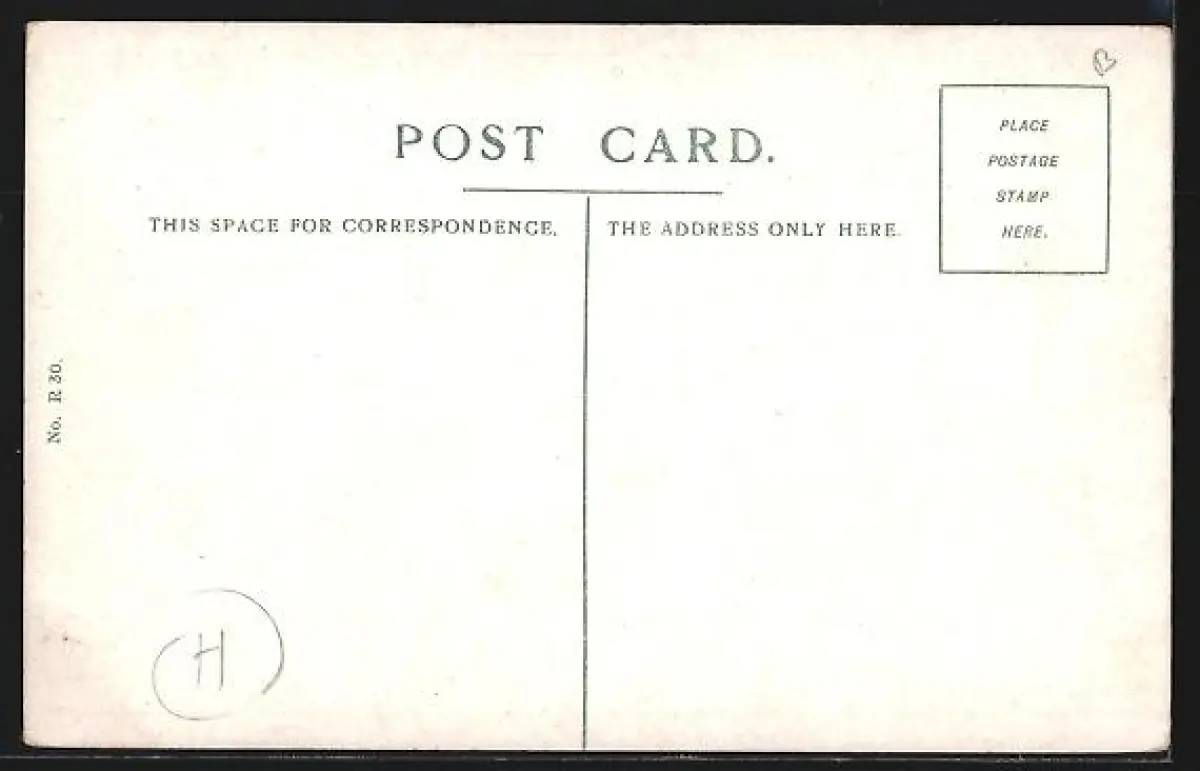 POST CARD.
THIS SPACE FOR CORRESPONDENCE.
THE ADDRESS ONLY HERE.
PLACE
POSTAGE
STAMP
HERE.
No. R 30.
H